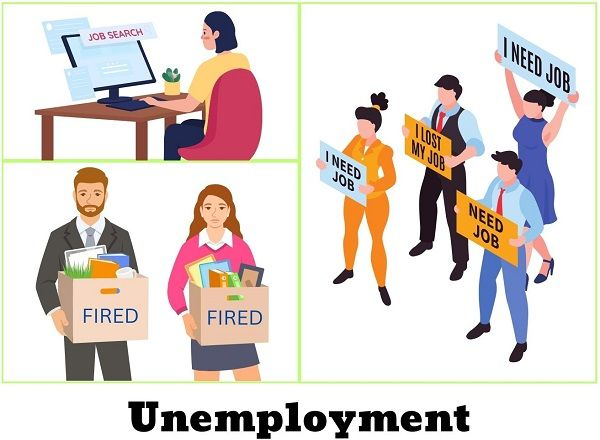 JOB SEARCH
FIRED
FIRED
I NEED JOB
I LOST
MY JOB
I NEED
JOB
NEED
JOB
Unemployment